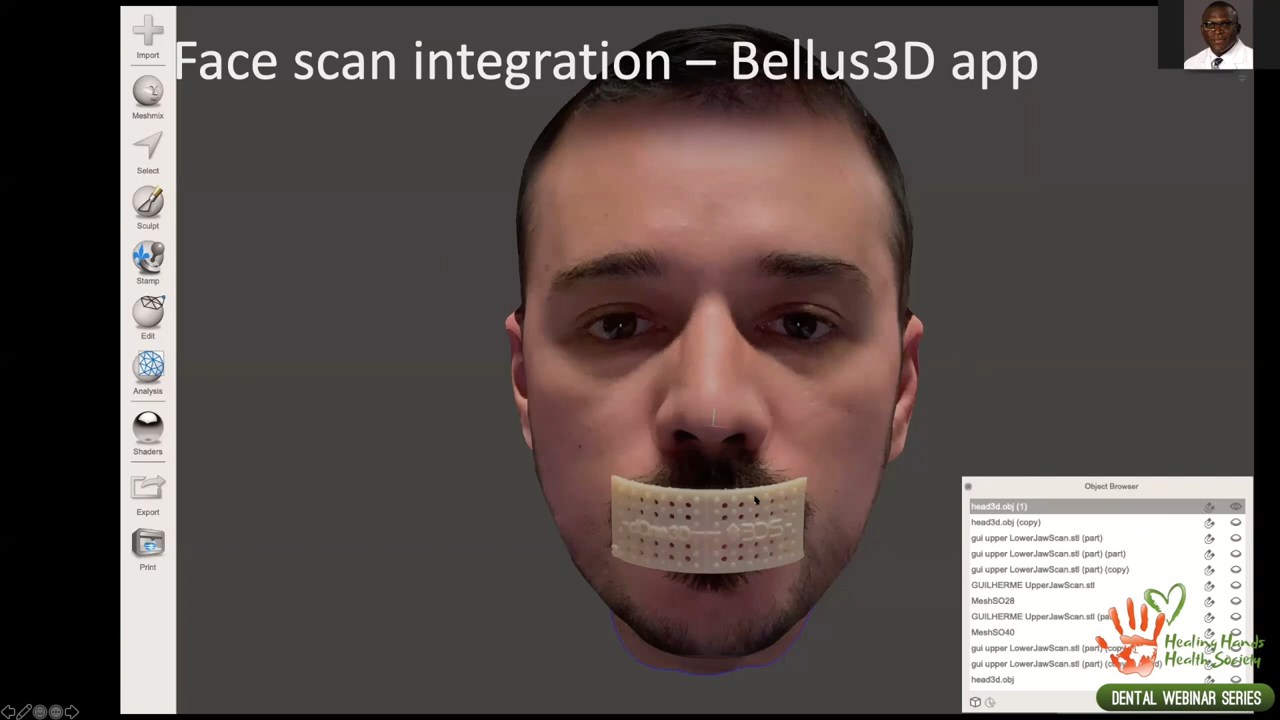 Face scan integration – Bellus3D app
Import
Meshmix
Select
Sculpt
Stamp
Edit
Analysis
Shaders
Export
Print
Object Browser
head3d.obj (1)
head3d.obj (copy)
gui upper LowerJawScan.stl (part)
gui upper LowerJawScan.stl (part) (part)
gui upper LowerJawScan.stl (part) (copy)
GUILHERME UpperJawScan.stl
MeshSO28
GUILHERME UpperJawScan.stl
MeshSO40
gui upper LowerJawScan.stl (part)
gui upper LowerJawScan.stl (part)
head3d.obj
Healing Hands
Health Society
DENTAL WEBINAR SERIES